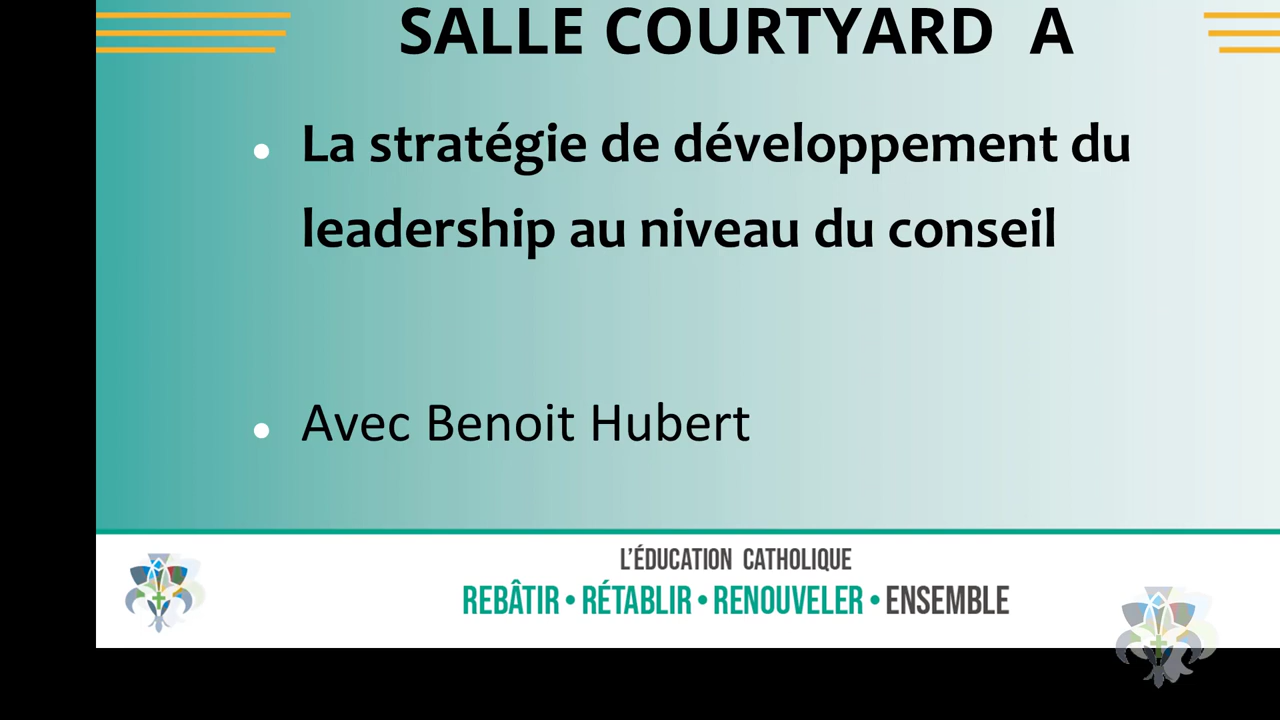 SALLE COURTYARD A
• La stratégie de développement du
leadership au niveau du conseil
• Avec Benoit Hubert
L'ÉDUCATION CATHOLIQUE
REBÂTIR • RÉTABLIR • RENOUVELER • ENSEMBLE